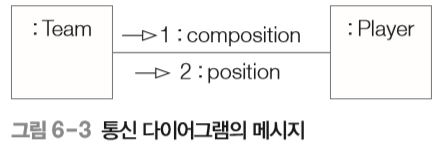 : Team
1 : composition
: Player
2 : position
그림 6-3 통신 다이어그램의 메시지